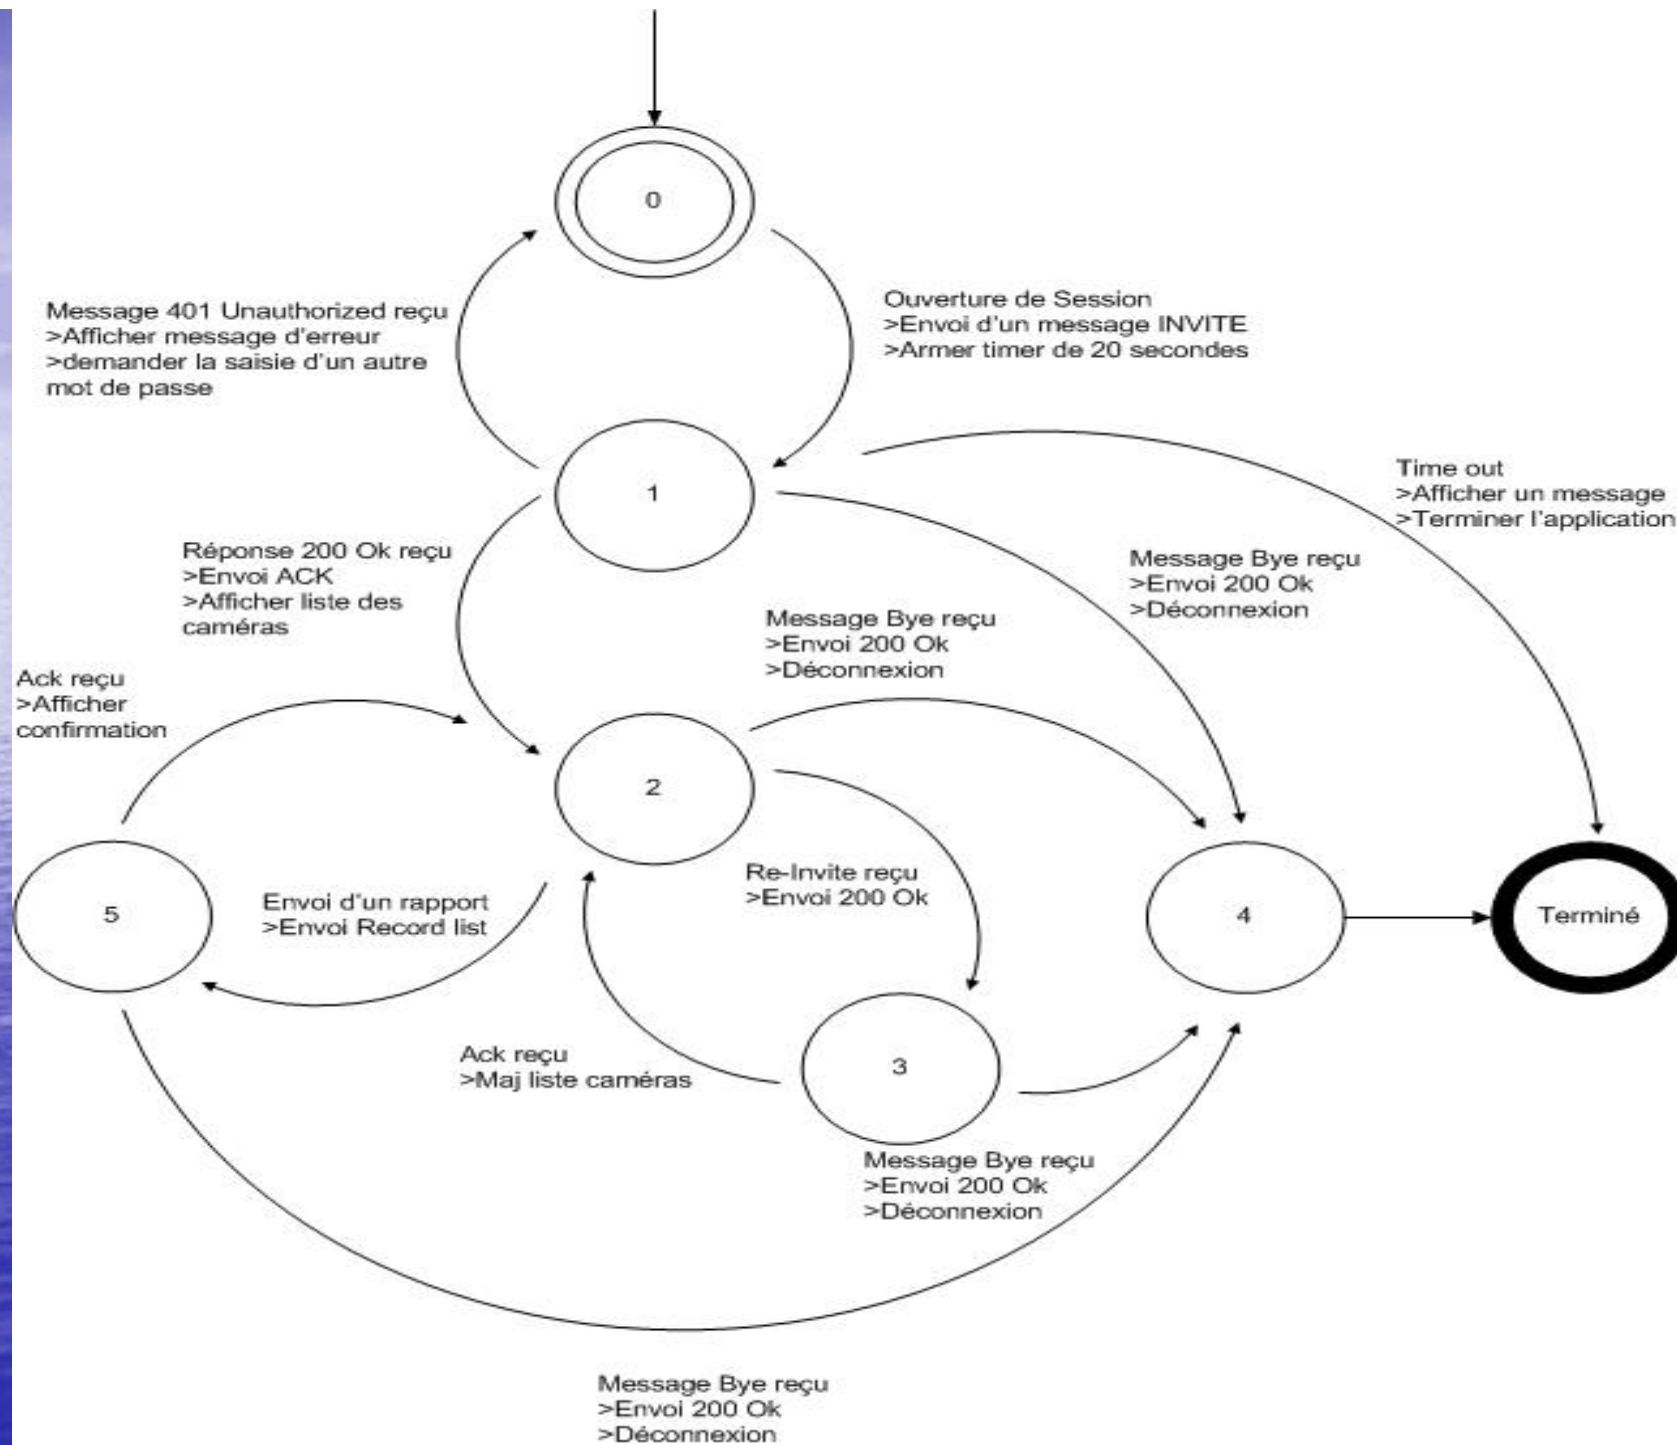 0
Message 401 Unauthorized reçu
>Afficher message d'erreur
>demander la saisie d'un autre
mot de passe
Ouverture de Session
>Envoi d'un message INVITE
>Armer timer de 20 secondes
1
Time out
>Afficher un message
>Terminer l'application
Réponse 200 Ok reçu
>Envoi ACK
>Afficher liste des
caméras
Message Bye reçu
>Envoi 200 Ok
>Déconnexion
Message Bye reçu
>Envoi 200 Ok
>Déconnexion
Ack reçu
>Afficher
confirmation
2
Re-Invite reçu
>Envoi 200 Ok
5
Envoi d'un rapport
>Envoi Record list
4
Terminé
Ack reçu
>Maj liste caméras
3
Message Bye reçu
>Envoi 200 Ok
>Déconnexion
Message Bye reçu
>Envoi 200 Ok
>Déconnexion